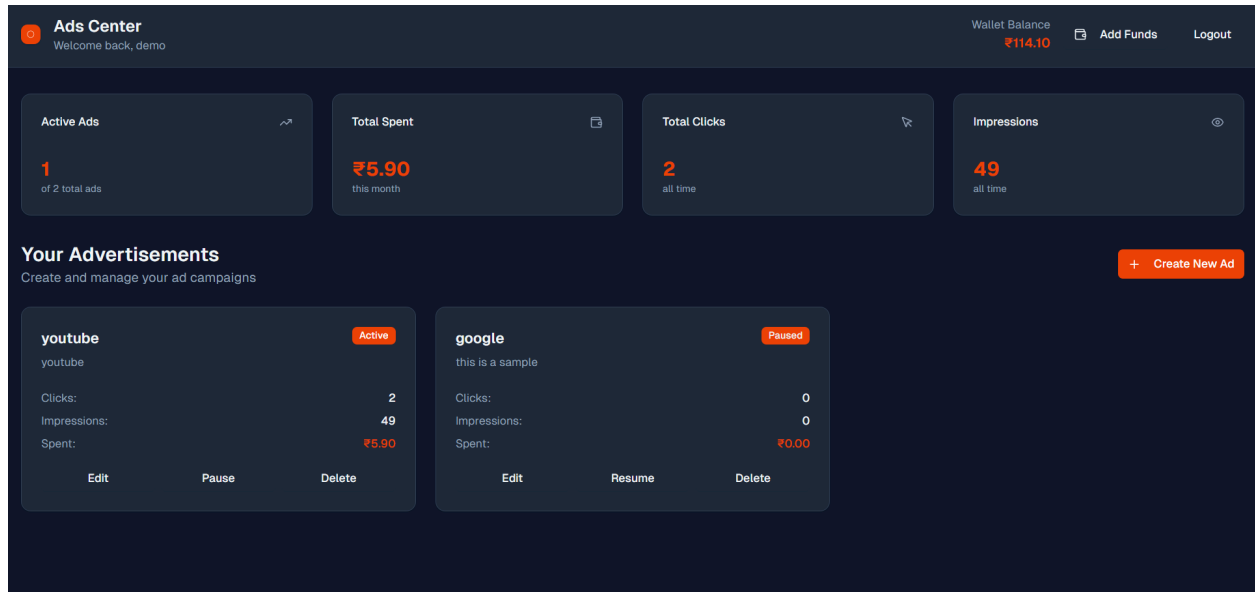 Ads Center
Welcome back, demo
Wallet Balance
₹114.10
Add Funds
Logout
Active Ads
1
of 2 total ads
Total Spent
₹5.90
this month
Total Clicks
2
all time
Impressions
49
all time
Your Advertisements
Create and manage your ad campaigns
+ Create New Ad
youtube
Active
youtube
Clicks: 2
Impressions: 49
Spent: ₹5.90
Edit Pause Delete
google
Paused
this is a sample
Clicks: 0
Impressions: 0
Spent: ₹0.00
Edit Resume Delete